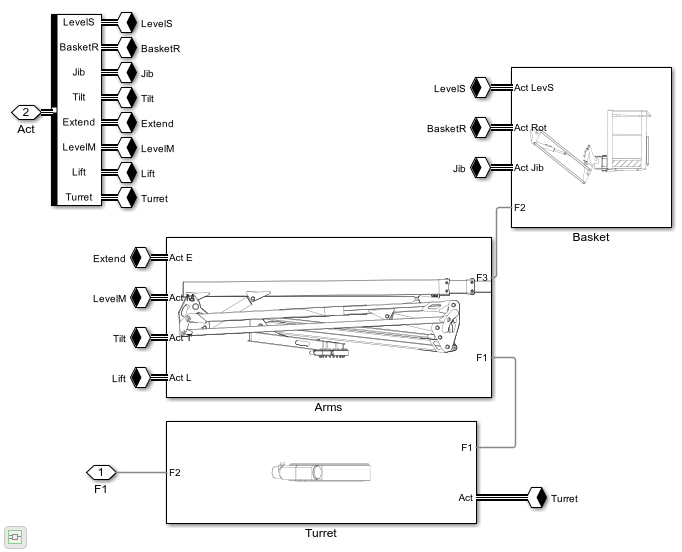 LevelS LevelS
BasketR BasketR
Jib Jib
Tilt Tilt
2
Act
Extend Extend
LevelM LevelM
Lift Lift
Turret Turret
LevelS Act LevS
BasketR Act Rot
Jib Act Jib
F2
Basket
Extend Act E
F3
LevelM Act M
Tilt Act T
F1
Lift Act L
Arms
F1
1 F2
F1
Act Turret
Turret